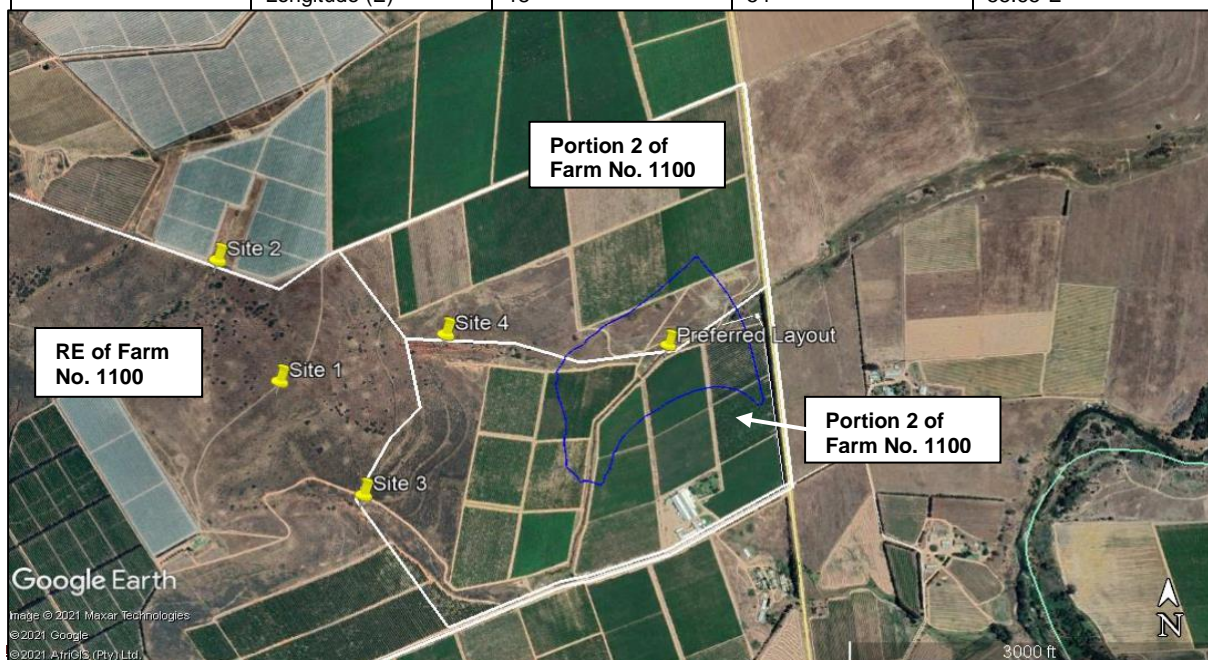 Portion 2 of
Farm No. 1100
Site 2
Site 4
Preferred Layout
RE of Farm
No. 1100
Site 1
Portion 2 of
Farm No. 1100
Site 3
Google Earth
Image © 2021 Maxar Technologies
© 2021 Google
© 2021 AfriGIS (Pty) Ltd.
N
3000 ft